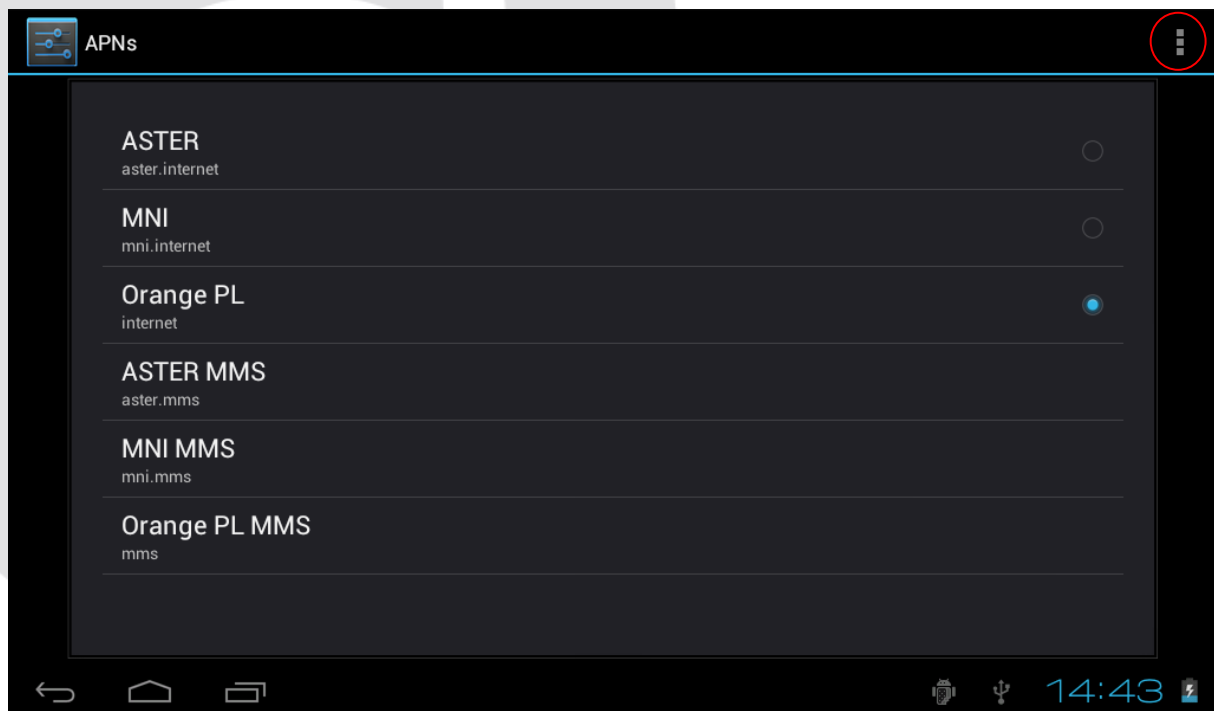 APNs
ASTER
aster.internet
MNI
mni.internet
Orange PL
internet
ASTER MMS
aster.mms
MNI MMS
mni.mms
Orange PL MMS
mms
14:43